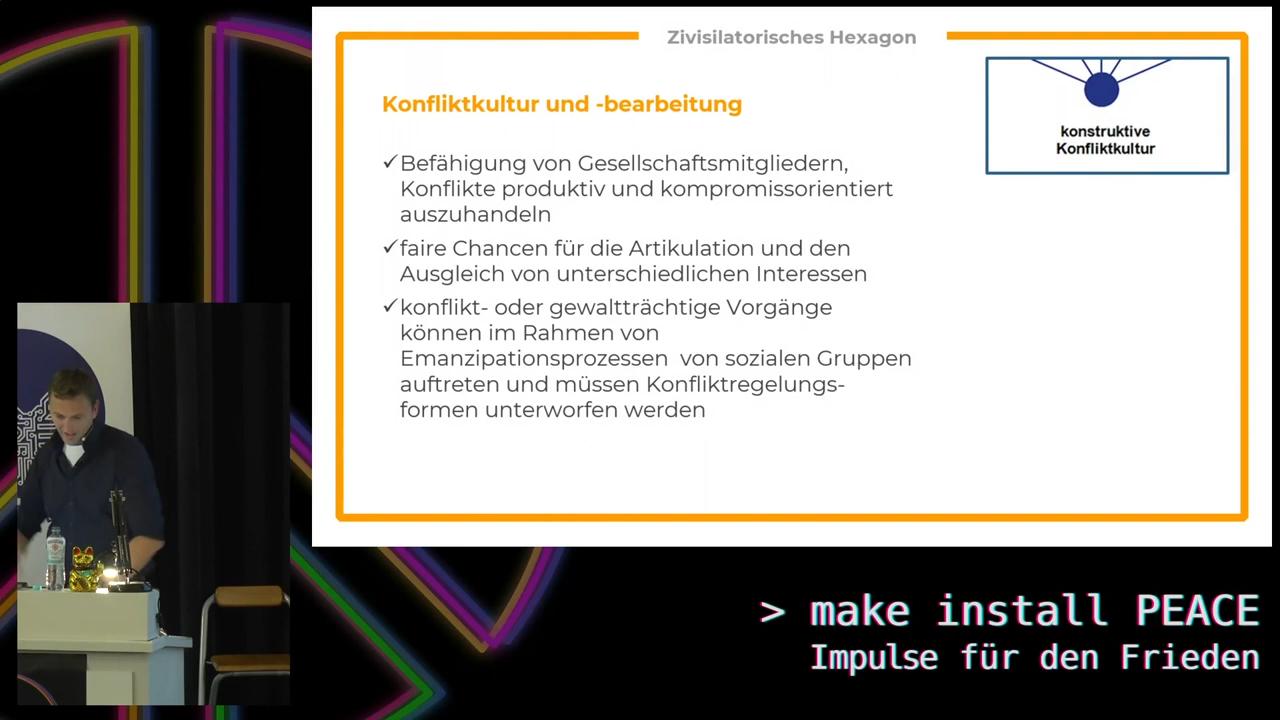 Zivisilatorisches Hexagon
Konfliktkultur und -bearbeitung
konstruktive
Konfliktkultur
✓Befähigung von Gesellschaftsmitgliedern,
Konflikte produktiv und kompromissorientiert
auszuhandeln
✓faire Chancen für die Artikulation und den
Ausgleich von unterschiedlichen Interessen
✓konflikt- oder gewaltträchtige Vorgänge
können im Rahmen von
Emanzipationsprozessen  von sozialen Gruppen
auftreten und müssen Konfliktregelungs-
formen unterworfen werden
> make install PEACE
Impulse für den Frieden